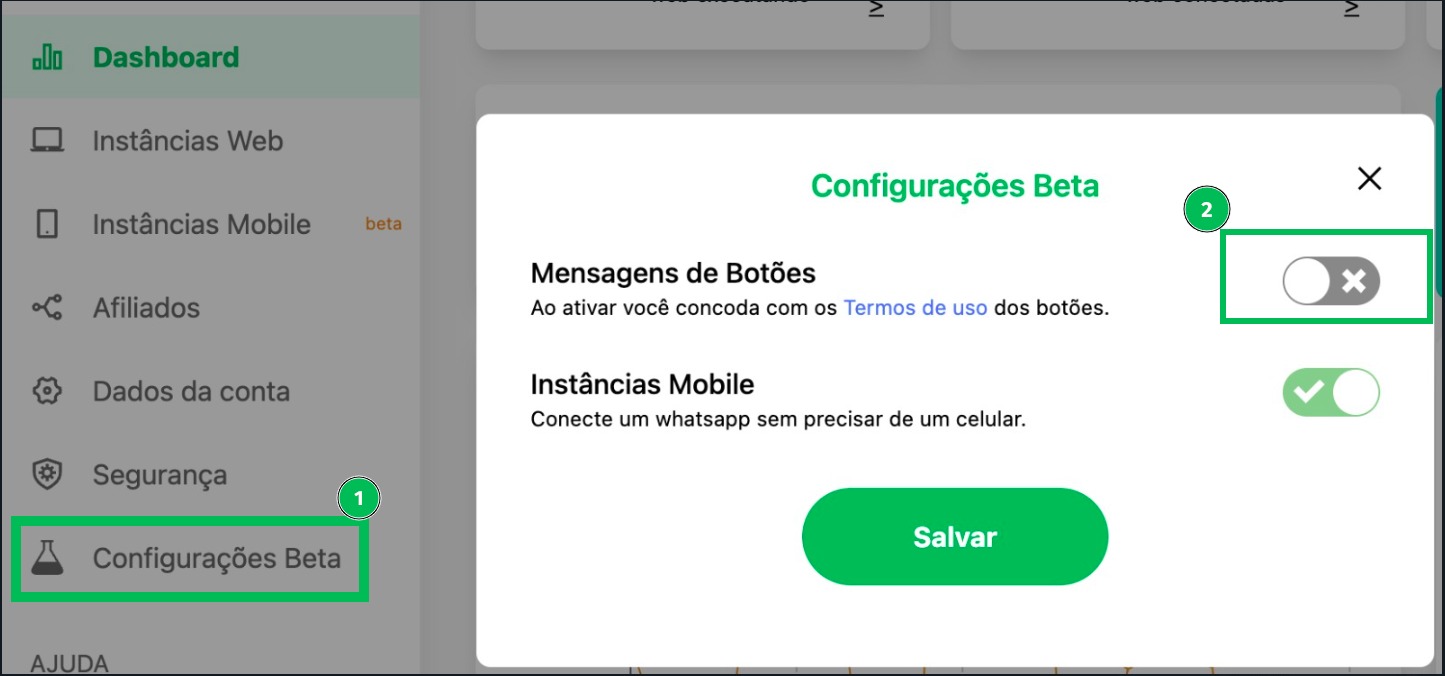 Dashboard
Instâncias Web
Instâncias Mobile beta
Afiliados
Dados da conta
Segurança
1
Configurações Beta
AJUDA
Configurações Beta
2
Mensagens de Botões
Ao ativar você concoda com os Termos de uso dos botões.
Instâncias Mobile
Conecte um whatsapp sem precisar de um celular.
Salvar